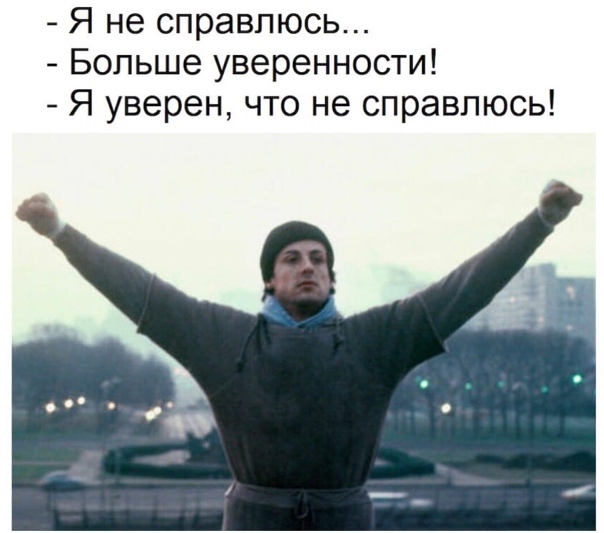 - Я не справлюсь...
- Больше уверенности!
- Я уверен, что не справлюсь!